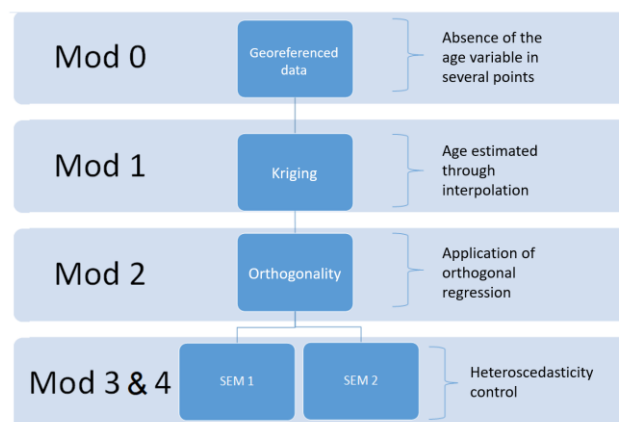 Mod 0
Georeferenced
data
Absence of the
age variable in
several points
Mod 1
Kriging
Age estimated
through
interpolation
Mod 2
Orthogonality
Application of
orthogonal
regression
Mod 3 & 4
SEM 1
SEM 2
Heteroscedasticity
control